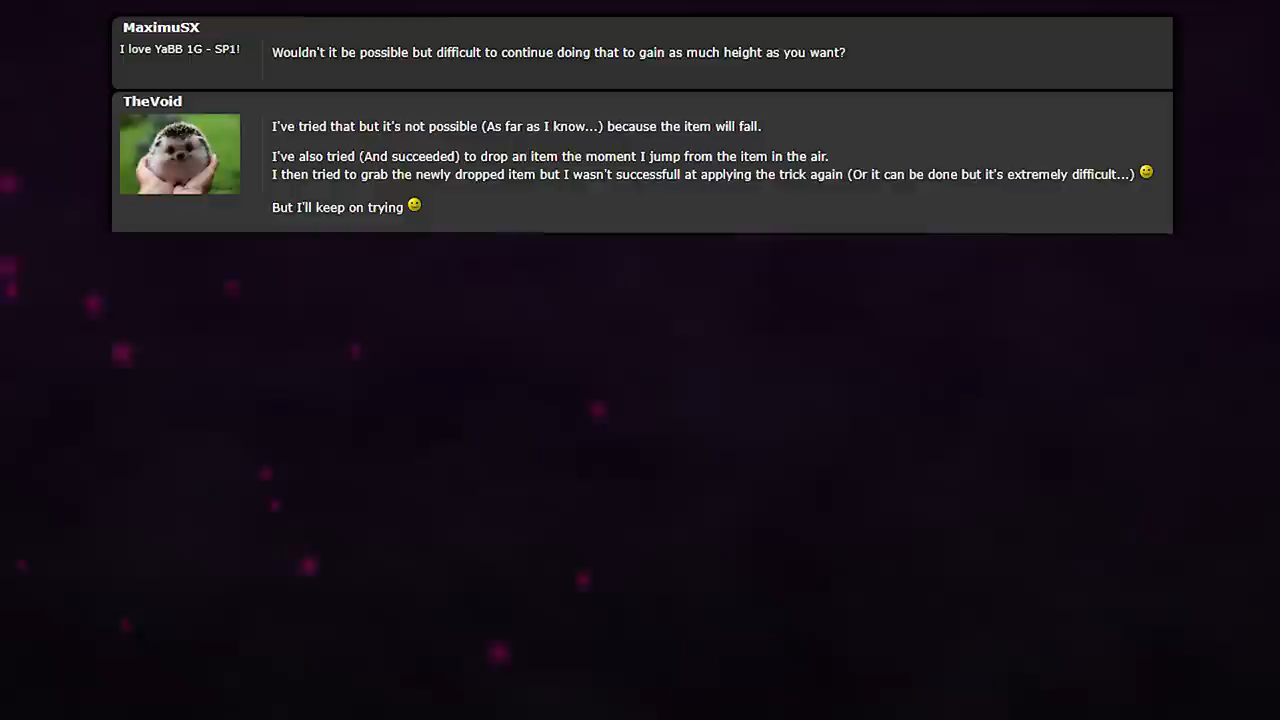 MaximuSX
I love YaBB 1G - SP1!
Wouldn't it be possible but difficult to continue doing that to gain as much height as you want?
TheVoid
I've tried that but it's not possible (As far as I know...) because the item will fall.
I've also tried (And succeeded) to drop an item the moment I jump from the item in the air.
I then tried to grab the newly dropped item but I wasn't successfull at applying the trick again (Or it can be done but it's extremely difficult...)
But I'll keep on trying